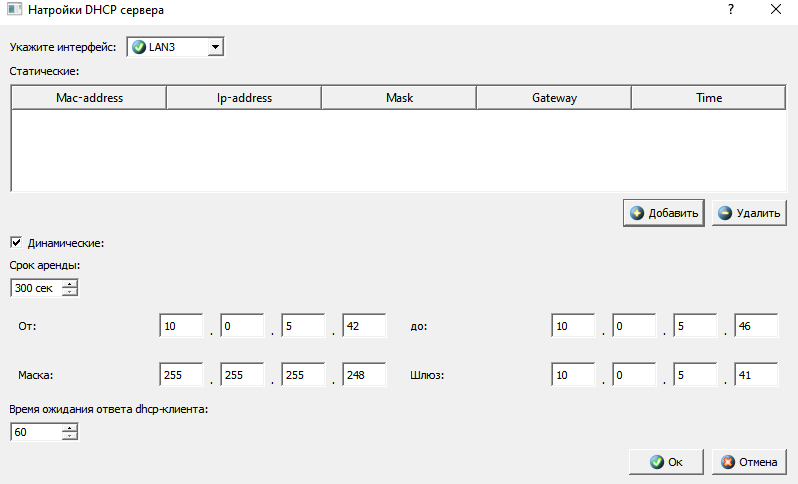 Натройки DHCP сервера
?
Укажите интерфейс: LAN3
Статические:
Mac-address Ip-address Mask Gateway Time
Добавить Удалить
Динамические:
Срок аренды:
300 сек
От: 10 . 0 . 5 . 42 до: 10 . 0 . 5 . 46
Маска: 255 . 255 . 255 . 248 Шлюз: 10 . 0 . 5 . 41
Время ожидания ответа dhcp-клиента:
60
Ок Отмена